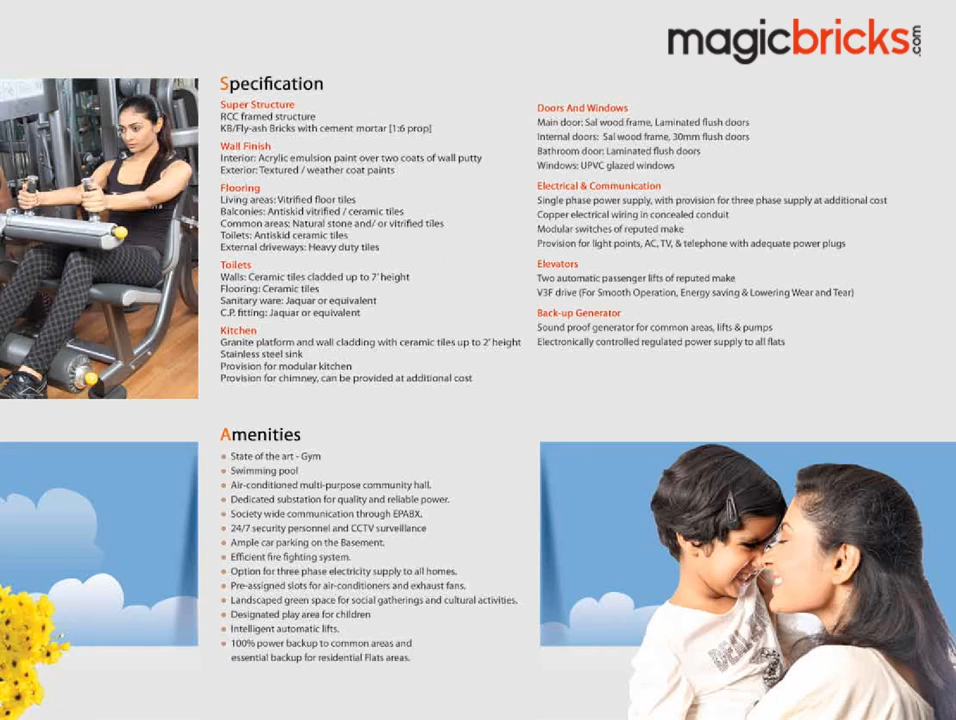 magicbricks.com
Specification
Super Structure
RCC framed structure
KB/Fly-ash Bricks with cement mortar [1:6 prop]
Wall Finish
Interior: Acrylic emulsion paint over two coats of wall putty
Exterior: Textured / weather coat paints
Flooring
Living areas: Vitrified floor tiles
Balconies: Antiskid vitrified / ceramic tiles
Common areas: Natural stone and/ or vitrified tiles
Toilets: Antiskid ceramic tiles
External driveways: Heavy duty tiles
Toilets
Walls: Ceramic tiles cladded up to 7' height
Flooring: Ceramic tiles
Sanitary ware: Jaquar or equivalent
C.P. fitting: Jaquar or equivalent
Kitchen
Granite platform and wall cladding with ceramic tiles up to 2' height
Stainless steel sink
Provision for modular kitchen
Provision for chimney, can be provided at additional cost
Doors And Windows
Main door: Sal wood frame, Laminated flush doors
Internal doors: Sal wood frame, 30mm flush doors
Bathroom door: Laminated flush doors
Windows: UPVC glazed windows
Electrical & Communication
Single phase power supply, with provision for three phase supply at additional cost
Copper electrical wiring in concealed conduit
Modular switches of reputed make
Provision for light points, AC, TV, & telephone with adequate power plugs
Elevators
Two automatic passenger lifts of reputed make
V3F drive (For Smooth Operation, Energy saving & Lowering Wear and Tear)
Back-up Generator
Sound proof generator for common areas, lifts & pumps
Electronically controlled regulated power supply to all flats
Amenities
• State of the art - Gym
• Swimming pool
• Air-conditioned multi-purpose community hall.
• Dedicated substation for quality and reliable power.
• Society wide communication through EPABX.
• 24/7 security personnel and CCTV surveillance
• Ample car parking on the Basement.
• Efficient fire fighting system.
• Option for three phase electricity supply to all homes.
• Pre-assigned slots for air-conditioners and exhaust fans.
• Landscaped green space for social gatherings and cultural activities.
• Designated play area for children
• Intelligent automatic lifts.
• 100% power backup to common areas and
essential backup for residential Flats areas.